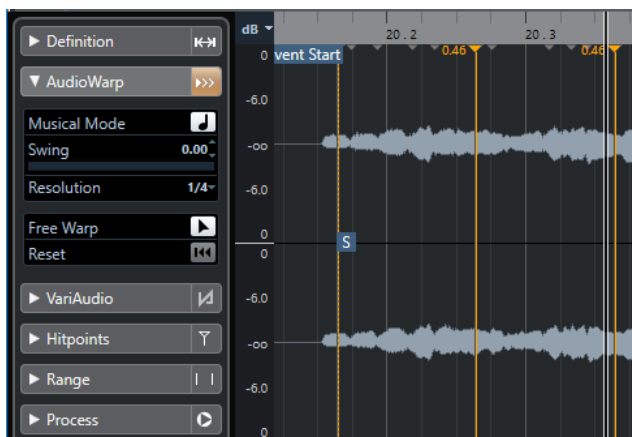 Definition
AudioWarp
Musical Mode
Swing 0.00
Resolution 1/4
Free Warp
Reset
VariAudio
Hitpoints
Range
Process
dB
20.2 20.3
0 vent Start 0.46 0.46
-6.0
-oo
-6.0
0
S
0
-6.0
-oo
-6.0
0